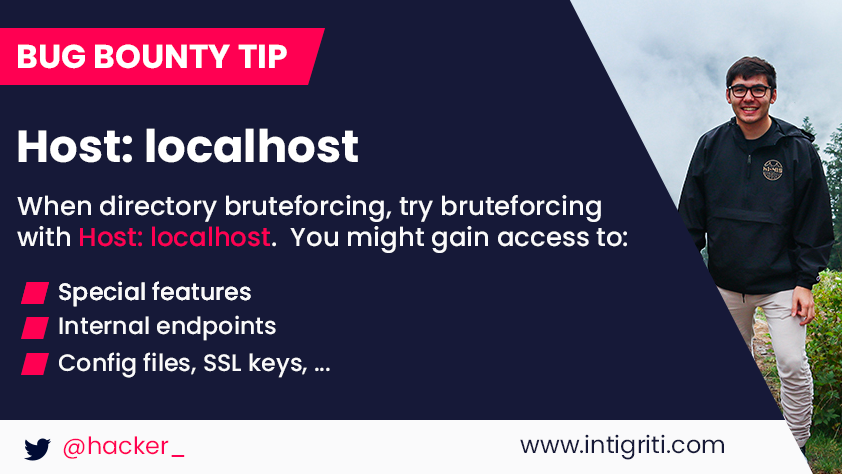 BUG BOUNTY TIP
Host: localhost
When directory bruteforcing, try bruteforcing
with Host: localhost.  You might gain access to:
Special features
Internal endpoints
Config files, SSL keys, ...
@hacker_
www.intigriti.com